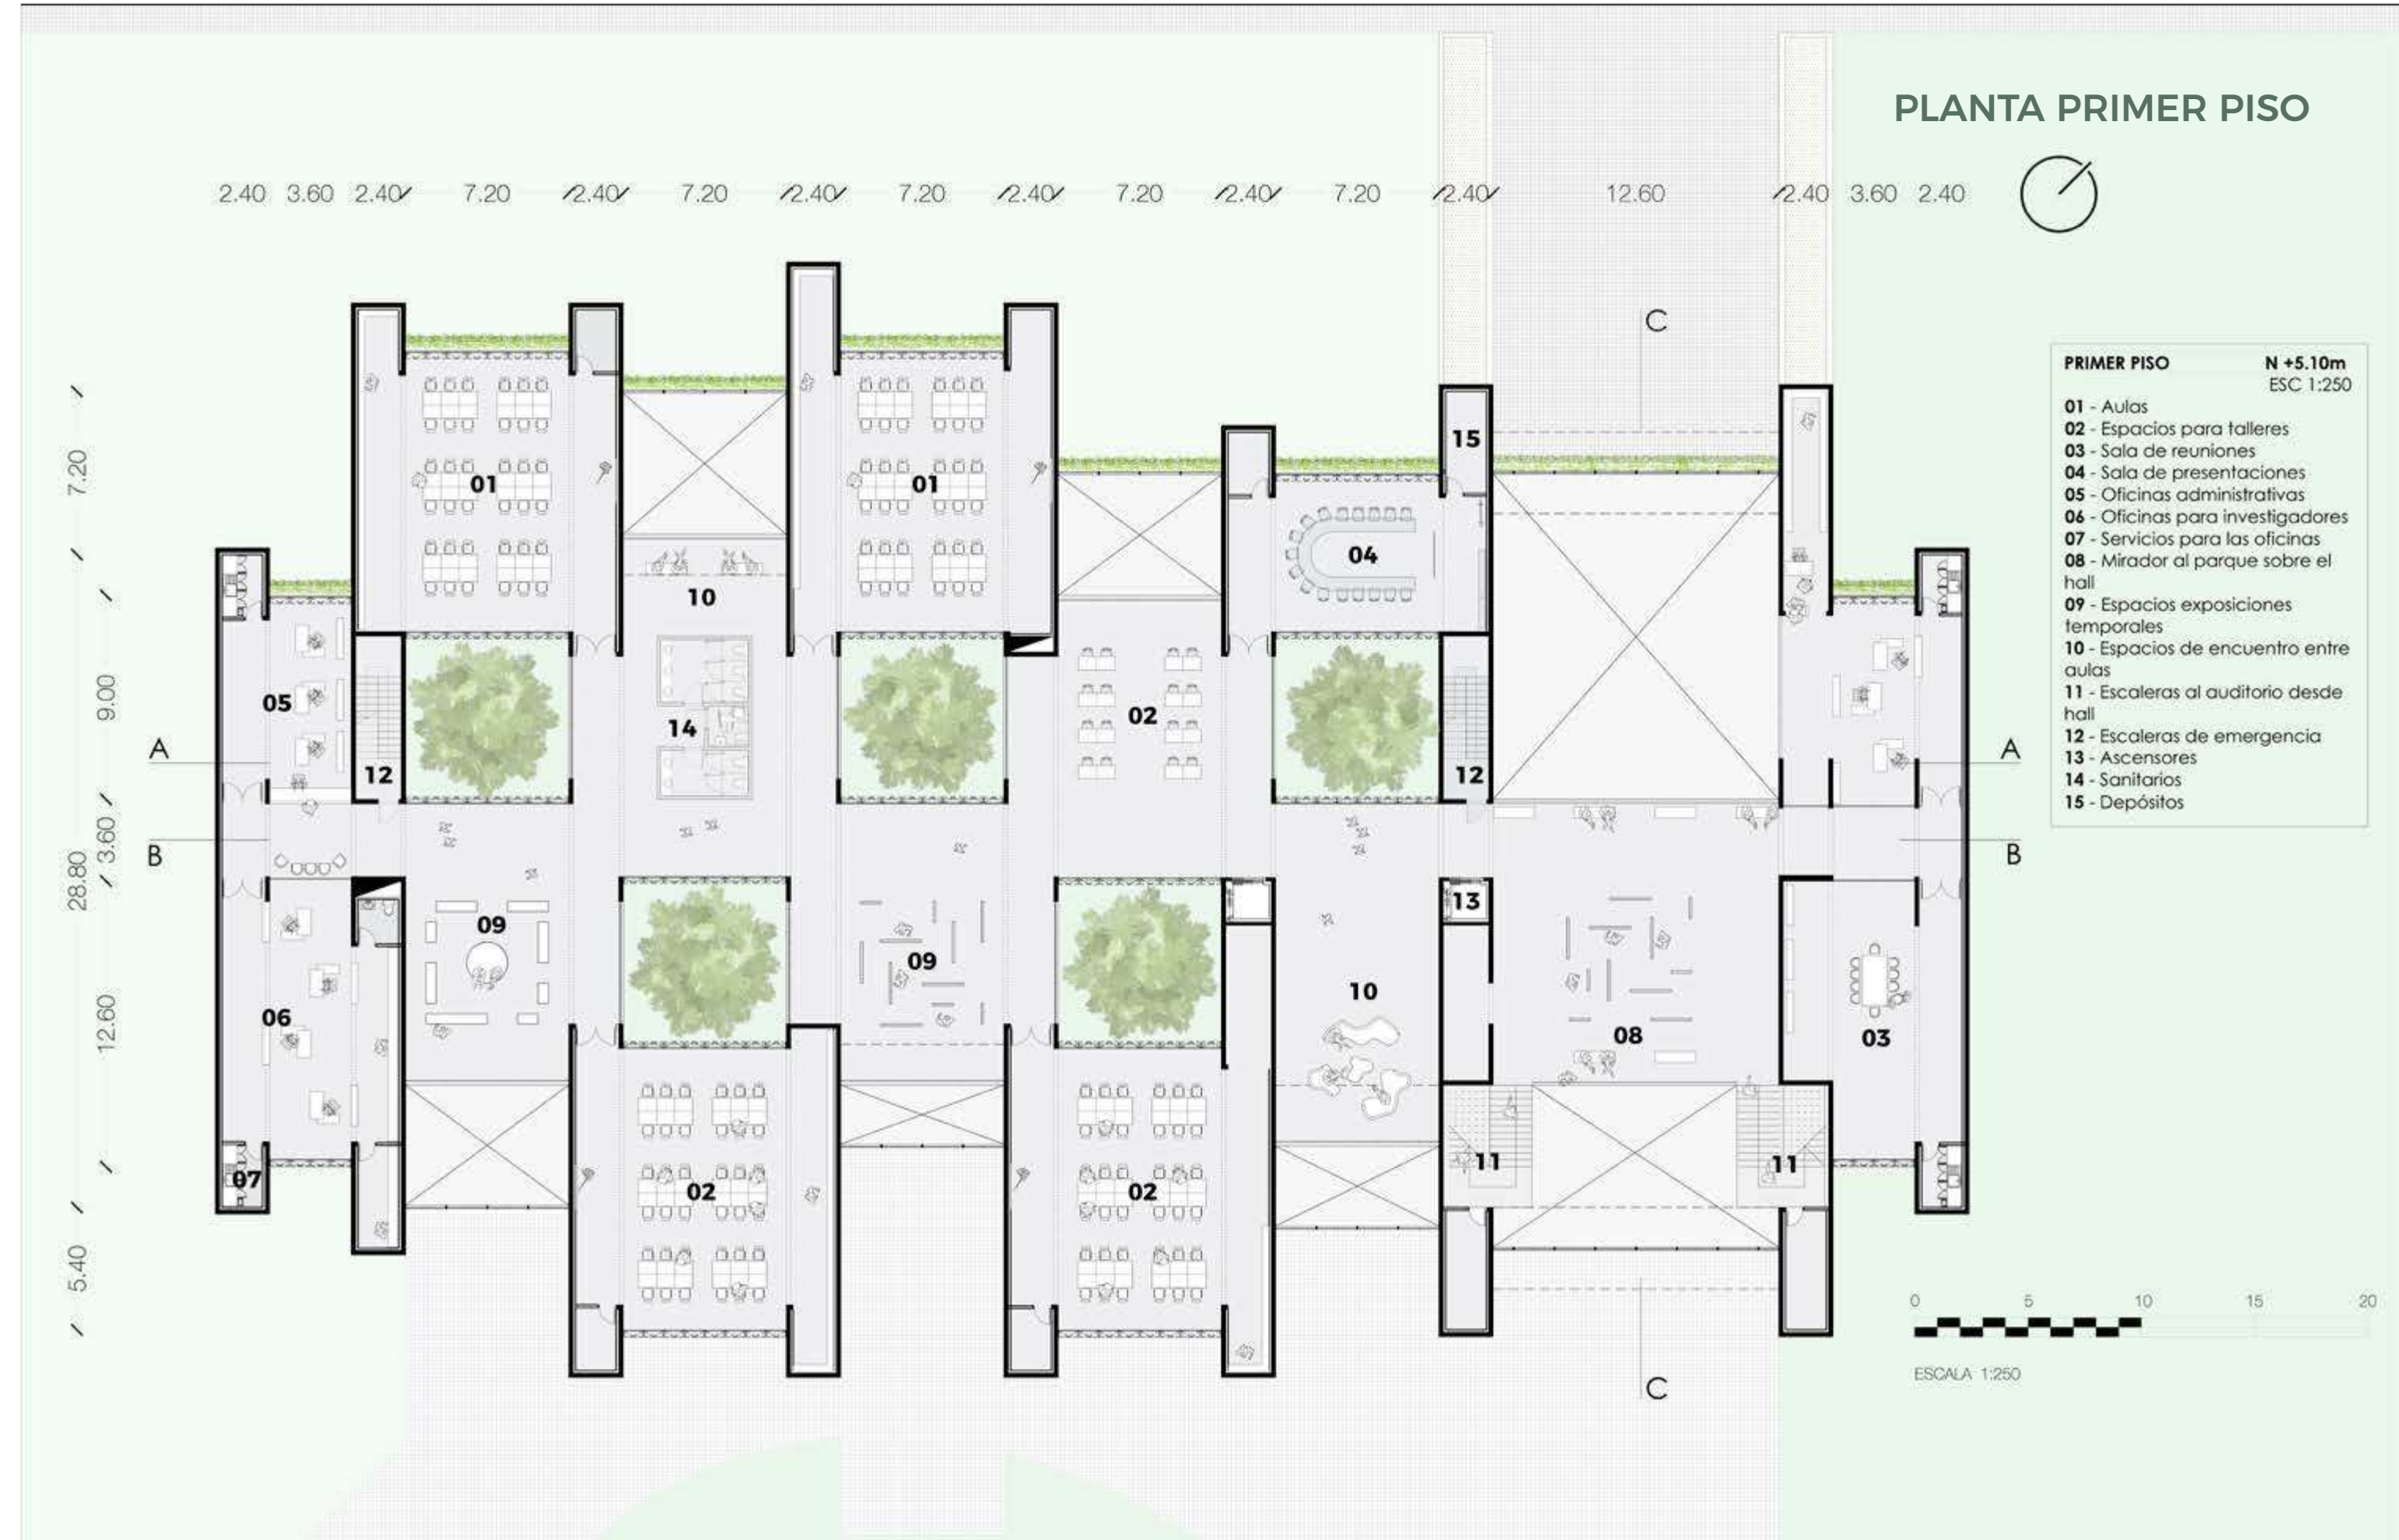 PLANTA PRIMER PISO
2.40 3.60 2.40 7.20 2.40 7.20 2.40 7.20 2.40 7.20 2.40 7.20 2.40 12.60 2.40 3.60 2.40
C
PRIMER PISO N +5.10m
ESC 1:250
01 - Aulas
02 - Espacios para talleres
03 - Sala de reuniones
04 - Sala de presentaciones
05 - Oficinas administrativas
06 - Oficinas para investigadores
07 - Servicios para las oficinas
08 - Mirador al parque sobre el
hall
09 - Espacios exposiciones
temporales
10 - Espacios de encuentro entre
aulas
11 - Escaleras al auditorio desde
hall
12 - Escaleras de emergencia
13 - Ascensores
14 - Sanitarios
15 - Depósitos
7.20
9.00
3.60
28.80
12.60
5.40
15
01 01
04
10
05 14 02
12 12
A A
B B
13
09 09
10
06 08 03
11 11
07 02 02
C
0 5 10 15 20
ESCALA 1:250